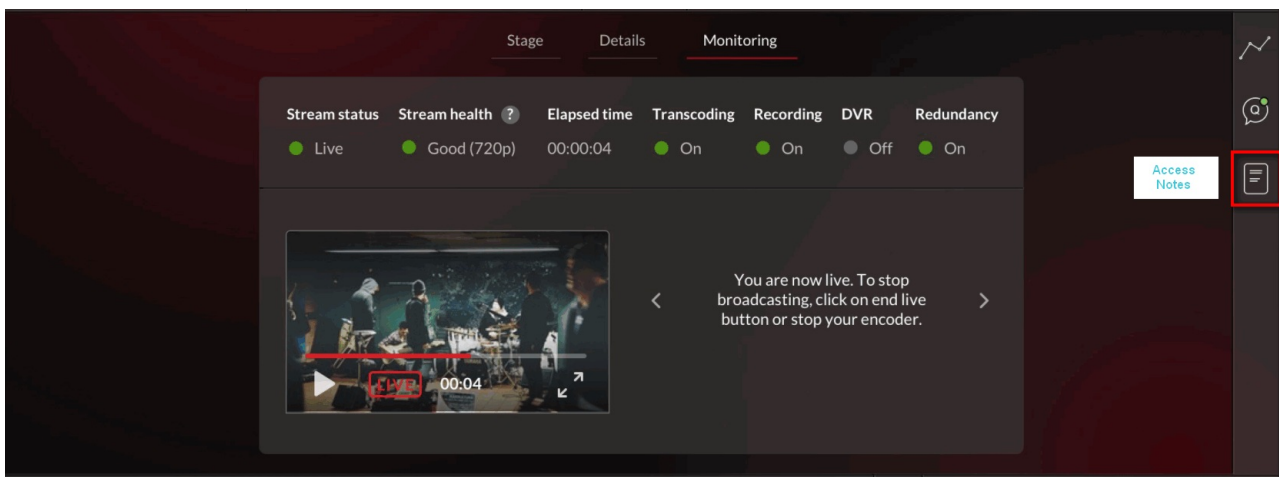 Stage Details Monitoring
Stream status Stream health ? Elapsed time Transcoding Recording DVR Redundancy
Live Good (720p) 00:00:04 On On Off On
Q
Access
Notes
You are now live. To stop
broadcasting, click on end live
button or stop your encoder.
LIVE 00:04